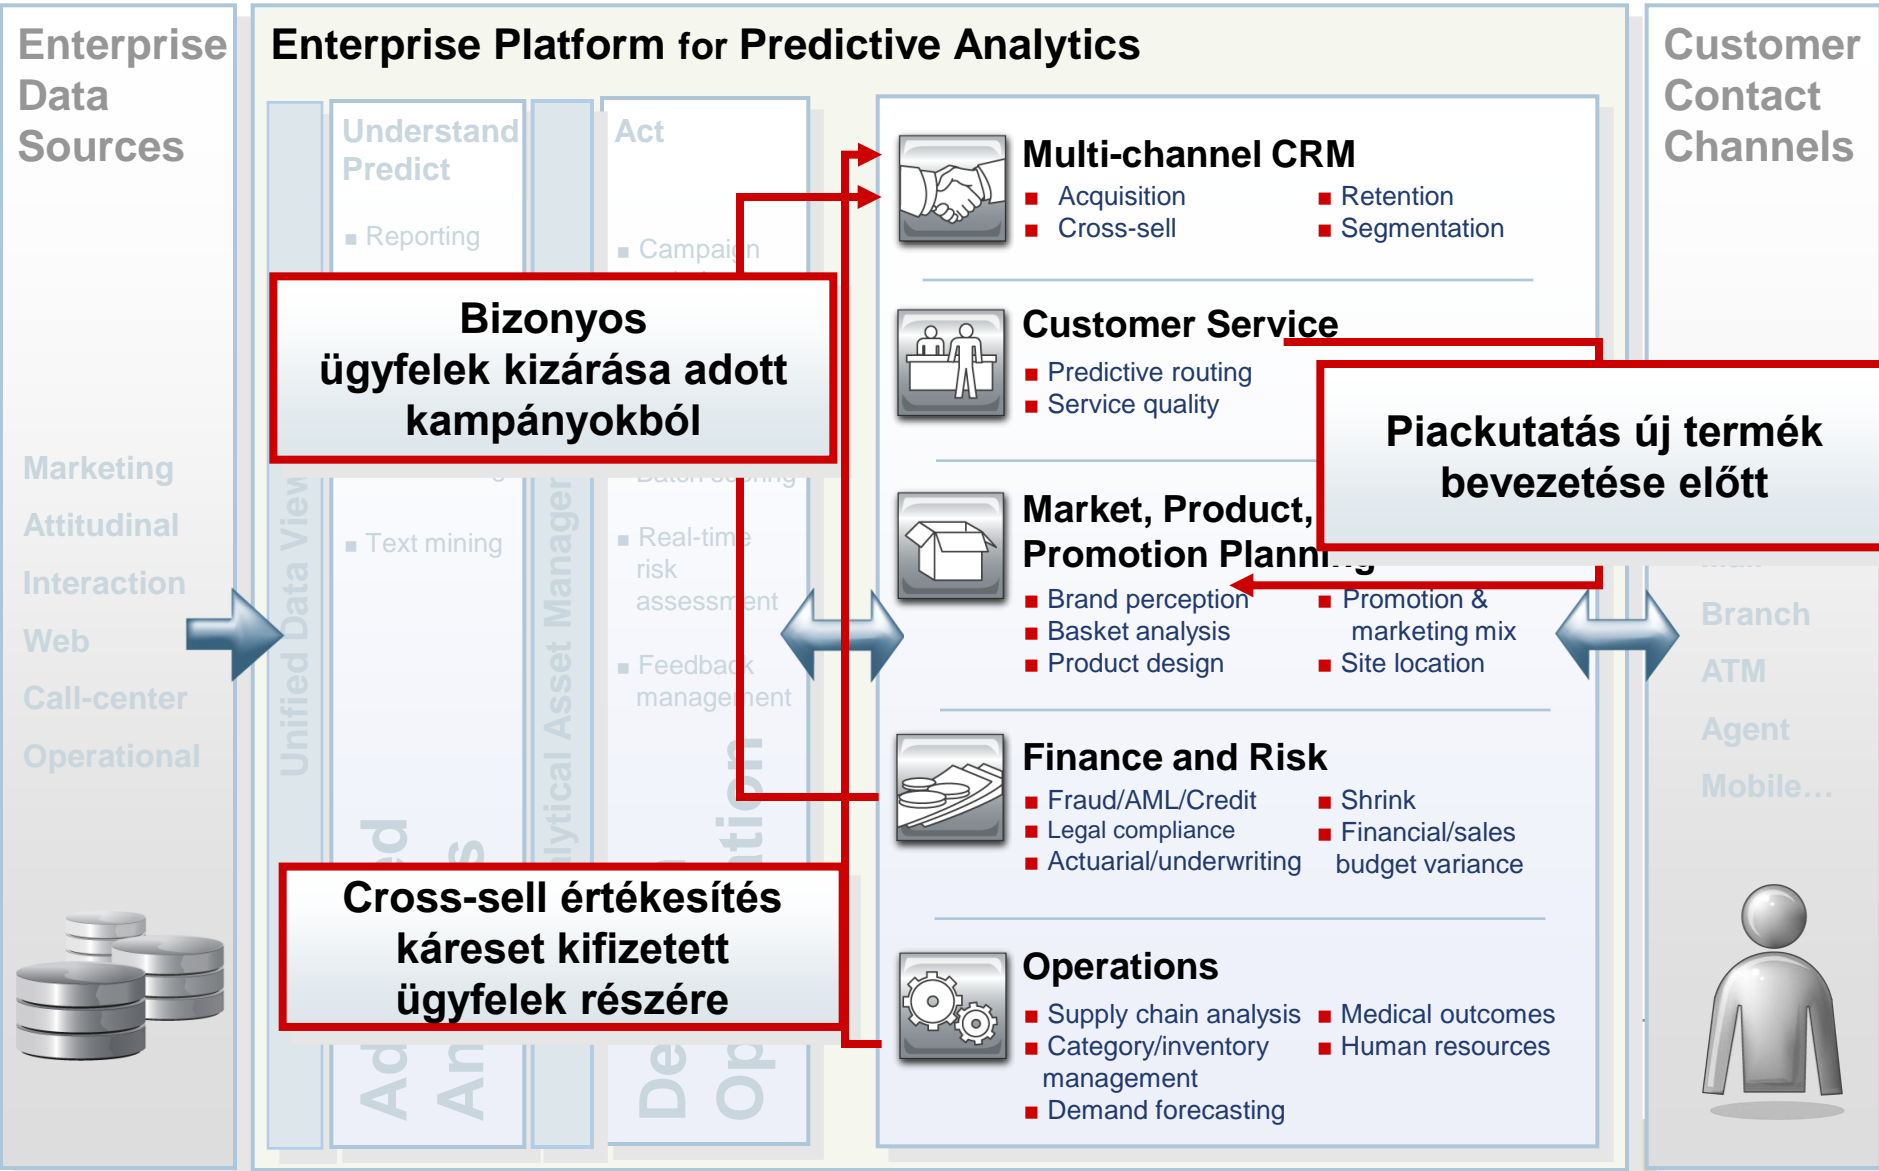 Enterprise
Data
Sources
Marketing
Attitudinal
Interaction
Web
Call-center
Operational
Enterprise Platform for Predictive Analytics
Unified Data View
Understand
Predict
■ Reporting
■ Text mining
Act
■ Campaign
■ Real-time
risk
assessment
■ Feedback
management
Bizonyos
ügyfelek kizárása adott
kampányokból
Cross-sell értékesítés
káreset kifizetett
ügyfelek részére
Multi-channel CRM
■ Acquisition
■ Cross-sell
■ Retention
■ Segmentation
Customer Service
■ Predictive routing
■ Service quality
Piackutatás új termék
bevezetése előtt
Market, Product,
Promotion Planning
■ Brand perception
■ Basket analysis
■ Product design
■ Promotion &
marketing mix
■ Site location
Finance and Risk
■ Fraud/AML/Credit
■ Legal compliance
■ Actuarial/underwriting
■ Shrink
■ Financial/sales
budget variance
Operations
■ Supply chain analysis
■ Category/inventory
management
■ Demand forecasting
■ Medical outcomes
■ Human resources
Customer
Contact
Channels
Branch
ATM
Agent
Mobile…